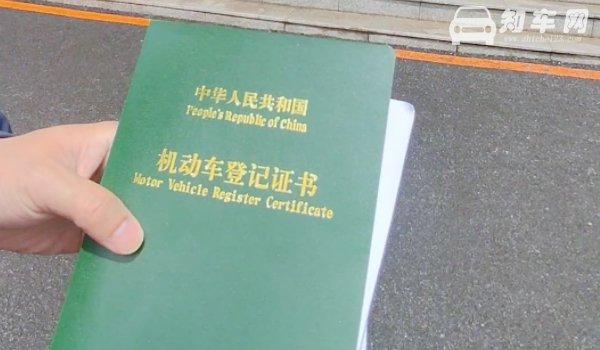 知车网
中华人民共和国
People's Republic of China
机动车登记证书
Motor Vehicle Register Certificate